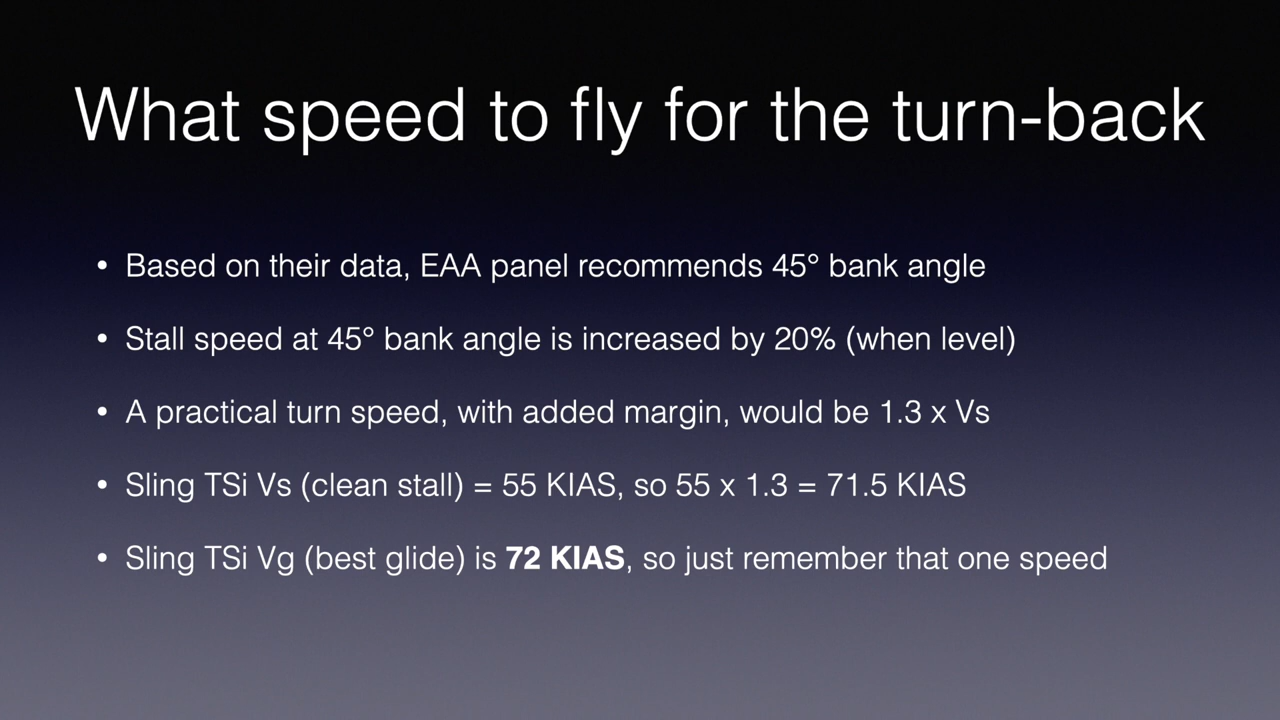 What speed to fly for the turn-back
• Based on their data, EAA panel recommends 45° bank angle
• Stall speed at 45° bank angle is increased by 20% (when level)
• A practical turn speed, with added margin, would be 1.3 x Vs
• Sling TSi Vs (clean stall) = 55 KIAS, so 55 x 1.3 = 71.5 KIAS
• Sling TSi Vg (best glide) is 72 KIAS, so just remember that one speed